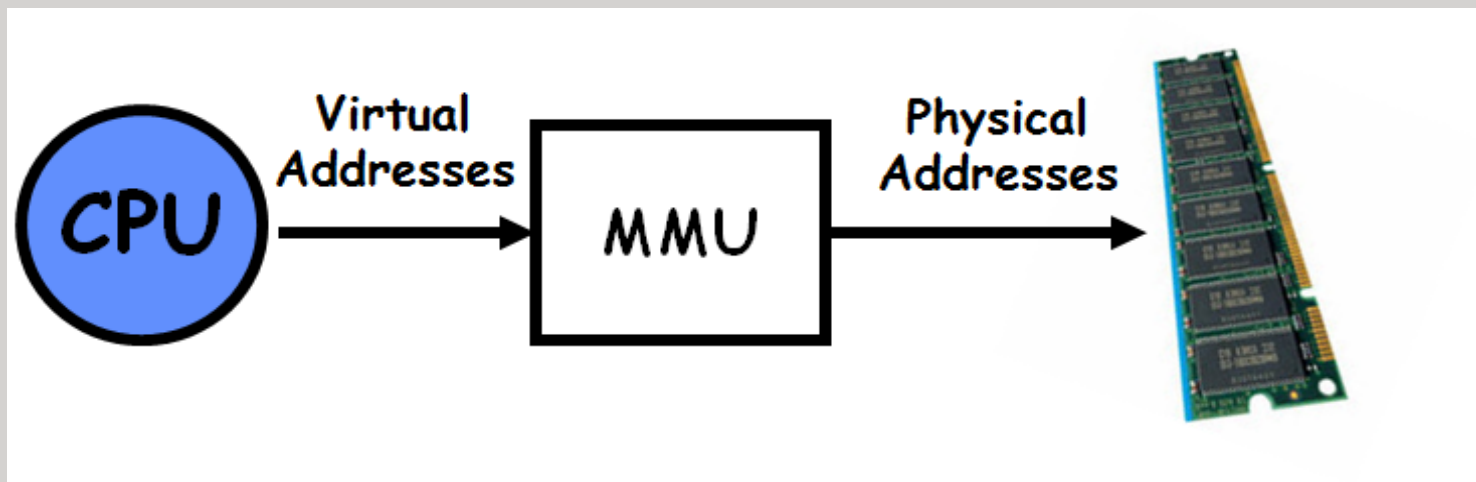 Virtual
Addresses
Physical
Addresses
CPU
MMU